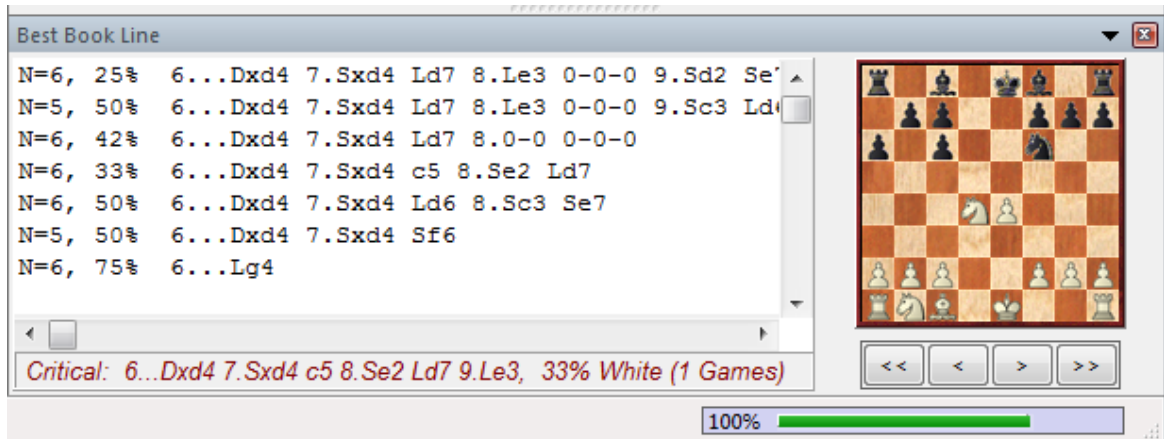 Best Book Line
N=6, 25% 6...Dxd4 7.Sxd4 Ld7 8.Le3 0-0-0 9.Sd2
N=5, 50% 6...Dxd4 7.Sxd4 Ld7 8.Le3 0-0-0 9.Sc3
N=6, 42% 6...Dxd4 7.Sxd4 Ld7 8.0-0 0-0-0
N=6, 33% 6...Dxd4 7.Sxd4 c5 8.Se2 Ld7
N=6, 50% 6...Dxd4 7.Sxd4 Ld6 8.Sc3 Se7
N=5, 50% 6...Dxd4 7.Sxd4 Sf6
N=6, 75% 6...Lg4
Critical: 6...Dxd4 7.Sxd4 c5 8.Se2 Ld7 9.Le3, 33% White (1 Games)
<< < > >>
100%